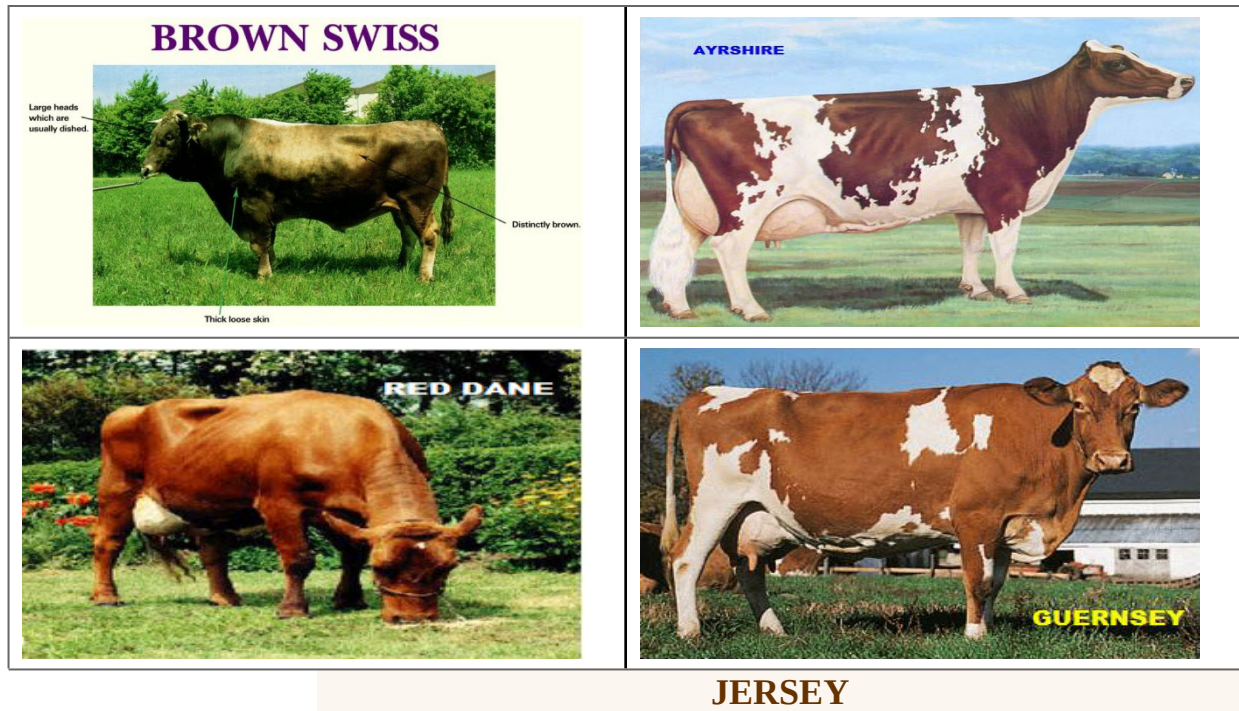 BROWN SWISS
Large heads
which are
usually dished.
Distinctly brown.
Thick loose skin
AYRSHIRE
RED DANE
GUERNSEY
JERSEY